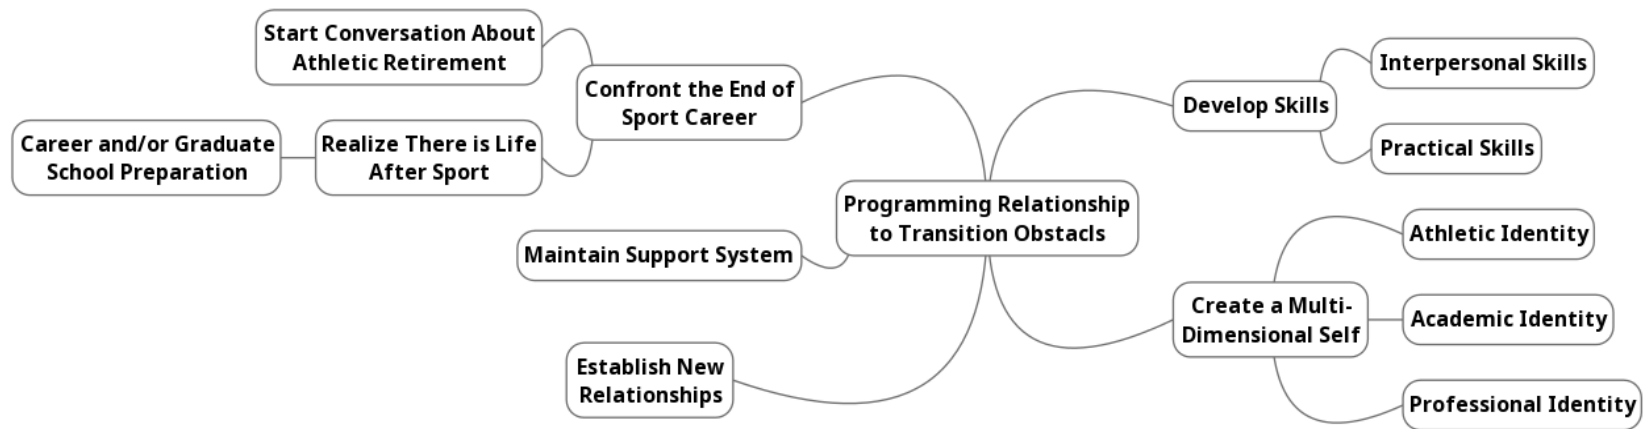 Start Conversation About
Athletic Retirement
Confront the End of
Sport Career
Career and/or Graduate
School Preparation
Realize There is Life
After Sport
Maintain Support System
Establish New
Relationships
Programming Relationship
to Transition Obstacls
Develop Skills
Interpersonal Skills
Practical Skills
Create a Multi-
Dimensional Self
Athletic Identity
Academic Identity
Professional Identity